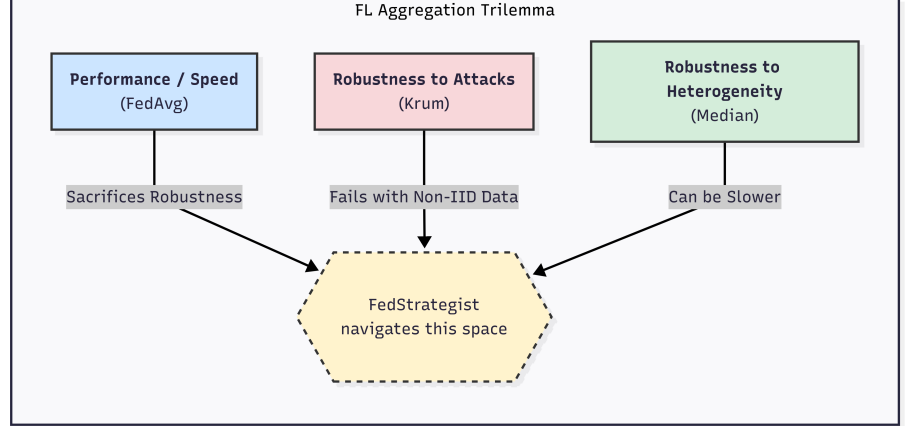 FL Aggregation Trilemma
Performance / Speed
(FedAvg)
Robustness to Attacks
(Krum)
Robustness to
Heterogeneity
(Median)
Sacrifices Robustness
Fails with Non-IID Data
Can be Slower
FedStrategist
navigates this space